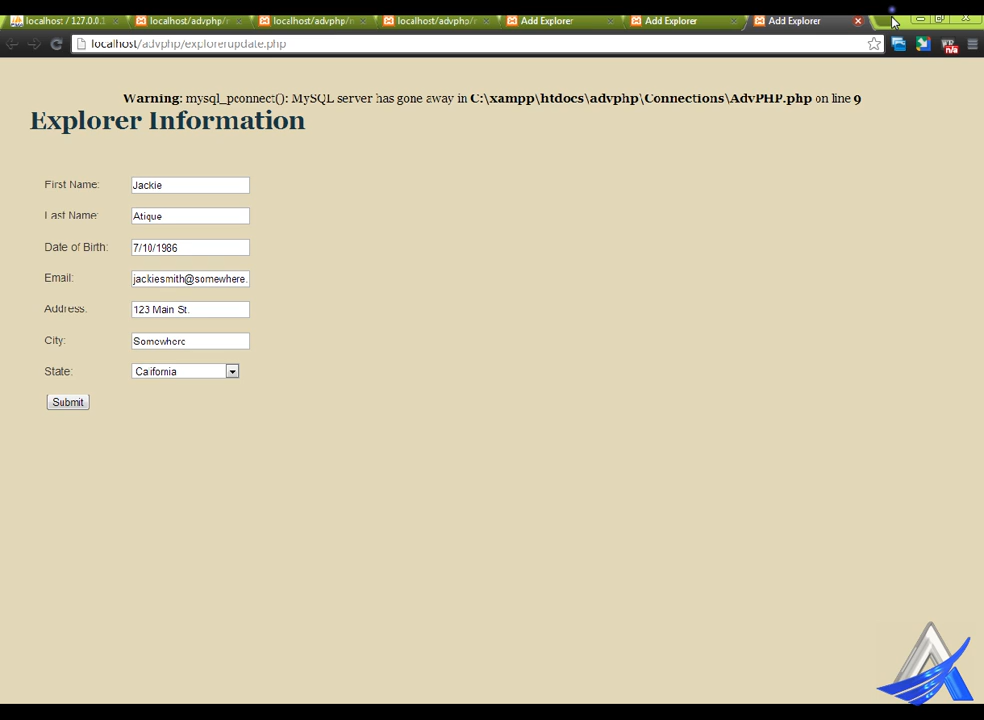 localhost / 127.0.0.1
localhost/advphp/
localhost/advphp/
localhost/advphp/
Add Explorer
Add Explorer
Add Explorer
localhost/advphp/explorerupdate.php
n/a
Warning: mysql_pconnect(): MySQL server has gone away in C:\xampp\htdocs\advphp\Connections\AdvPHP.php on line 9
Explorer Information
First Name: Jackie
Last Name: Atique
Date of Birth: 7/10/1986
Email: jackiesmith@somewhere.
Address: 123 Main St.
City: Somewhere
State: California
Submit